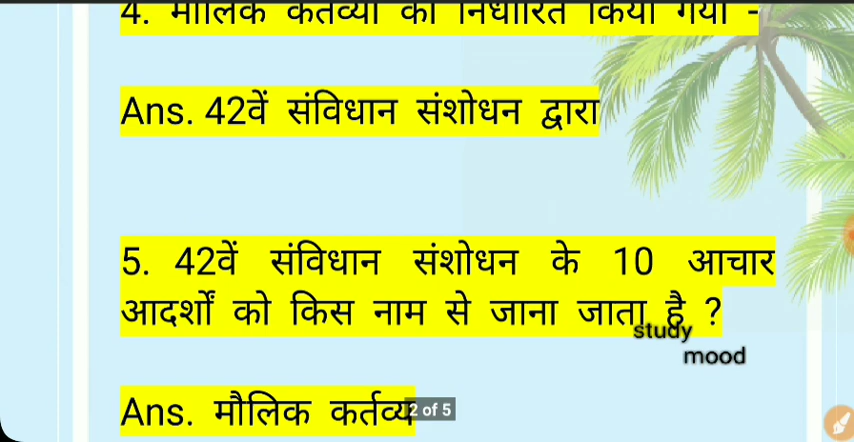 4. मौलिक कर्तव्यों को निर्धारित किया गया -
Ans. 42वें संविधान संशोधन द्वारा
5. 42वें संविधान संशोधन के 10 आचार
आदर्शों को किस नाम से जाना जाता है ?
study
mood
Ans. मौलिक कर्तव्य
2 of 5